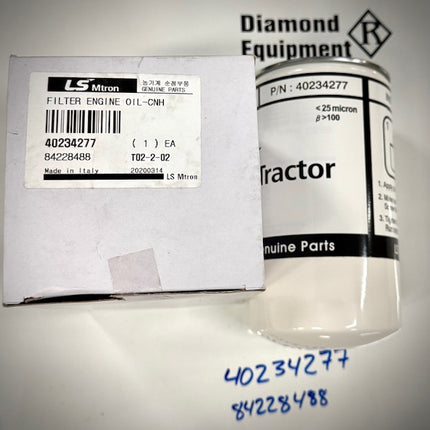 Diamond
Equipment
R
LS Mtron
농기계 순정부품
GENUINE PARTS
FILTER ENGINE OIL-CNH
40234277 ( 1 ) EA
84228488 T02-2-02
Made in Italy 20200314
LS Mtron
P/N : 40234277
< 25 micron
β >100
Tractor
nuine Parts
40234277
84228488